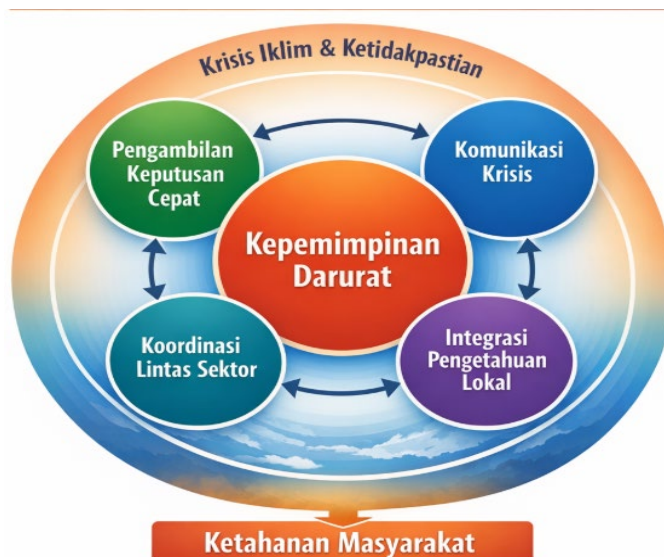 Krisis Iklim & Ketidakpastian
Pengambilan
Keputusan
Cepat
Komunikasi
Krisis
Kepemimpinan
Darurat
Koordinasi
Lintas Sektor
Integrasi
Pengetahuan
Lokal
Ketahanan Masyarakat